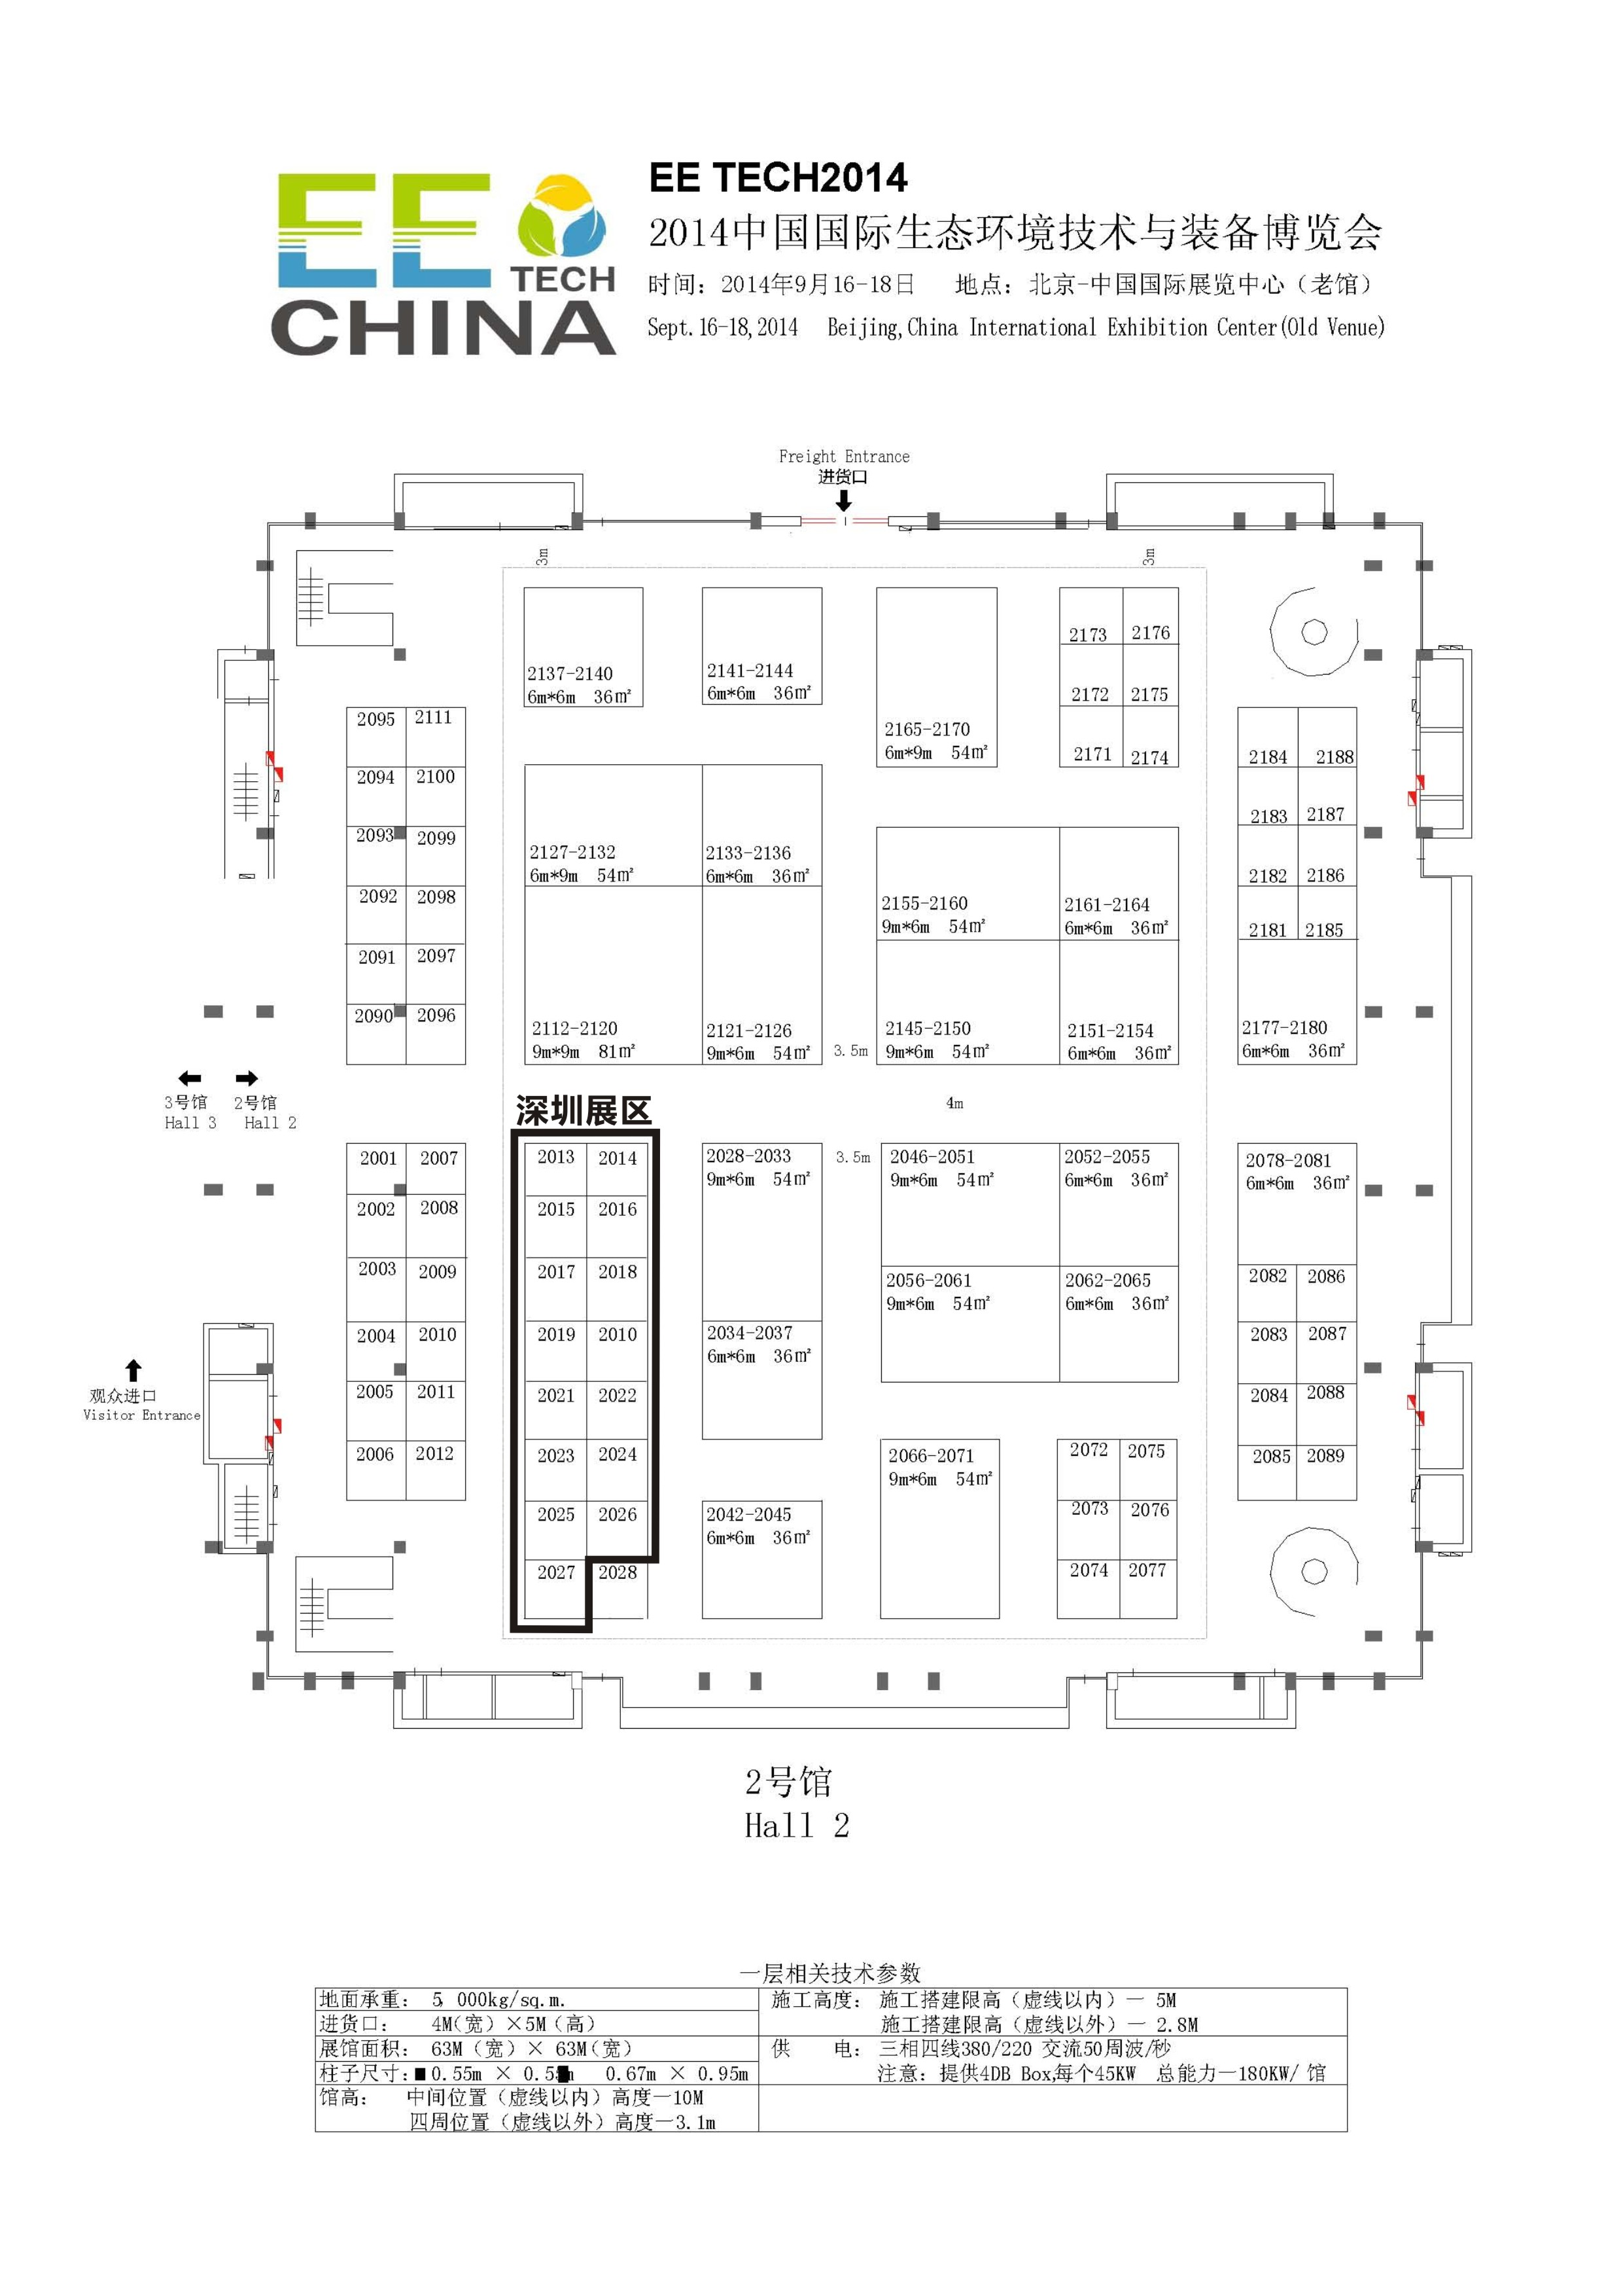 EE TECH CHINA
EE TECH2014
2014中国国际生态环境技术与装备博览会
时间：2014年9月16-18日 地点：北京-中国国际展览中心（老馆）
Sept.16-18,2014 Beijing,China International Exhibition Center(Old Venue)
Freight Entrance
进货口
3m
3m
2137-2140
6m*6m 36㎡
2141-2144
6m*6m 36㎡
2165-2170
6m*9m 54㎡
2173 2176
2172 2175
2171 2174
2095 2111
2094 2100
2093 2099
2092 2098
2091 2097
2090 2096
2127-2132
6m*9m 54㎡
2133-2136
6m*6m 36㎡
2112-2120
9m*9m 81㎡
2121-2126
9m*6m 54㎡
3.5m
2155-2160
9m*6m 54㎡
2161-2164
6m*6m 36㎡
2145-2150
9m*6m 54㎡
2151-2154
6m*6m 36㎡
2184 2188
2183 2187
2182 2186
2181 2185
2177-2180
6m*6m 36㎡
3号馆 2号馆
Hall 3 Hall 2
4m
深圳展区
2001 2007
2002 2008
2003 2009
2004 2010
2005 2011
2006 2012
2013 2014
2015 2016
2017 2018
2019 2010
2021 2022
2023 2024
2025 2026
2027 2028
2028-2033
9m*6m 54㎡
3.5m
2034-2037
6m*6m 36㎡
2042-2045
6m*6m 36㎡
2046-2051
9m*6m 54㎡
2052-2055
6m*6m 36㎡
2056-2061
9m*6m 54㎡
2062-2065
6m*6m 36㎡
2066-2071
9m*6m 54㎡
2072 2075
2073 2076
2074 2077
2078-2081
6m*6m 36㎡
2082 2086
2083 2087
2084 2088
2085 2089
观众进口
Visitor Entrance
2号馆
Hall 2
一层相关技术参数
地面承重： 5,000kg/sq.m.
进货口： 4M(宽）×5M（高）
展馆面积： 63M（宽）× 63M(宽）
柱子尺寸：■0.55m × 0.5 0.67m × 0.95m
馆高： 中间位置（虚线以内）高度—10M
四周位置（虚线以外）高度—3.1m
施工高度： 施工搭建限高（虚线以内）— 5M
施工搭建限高（虚线以外）— 2.8M
供 电： 三相四线380/220 交流50周波/秒
注意：提供4DB Box,每个45KW 总能力—180KW/ 馆